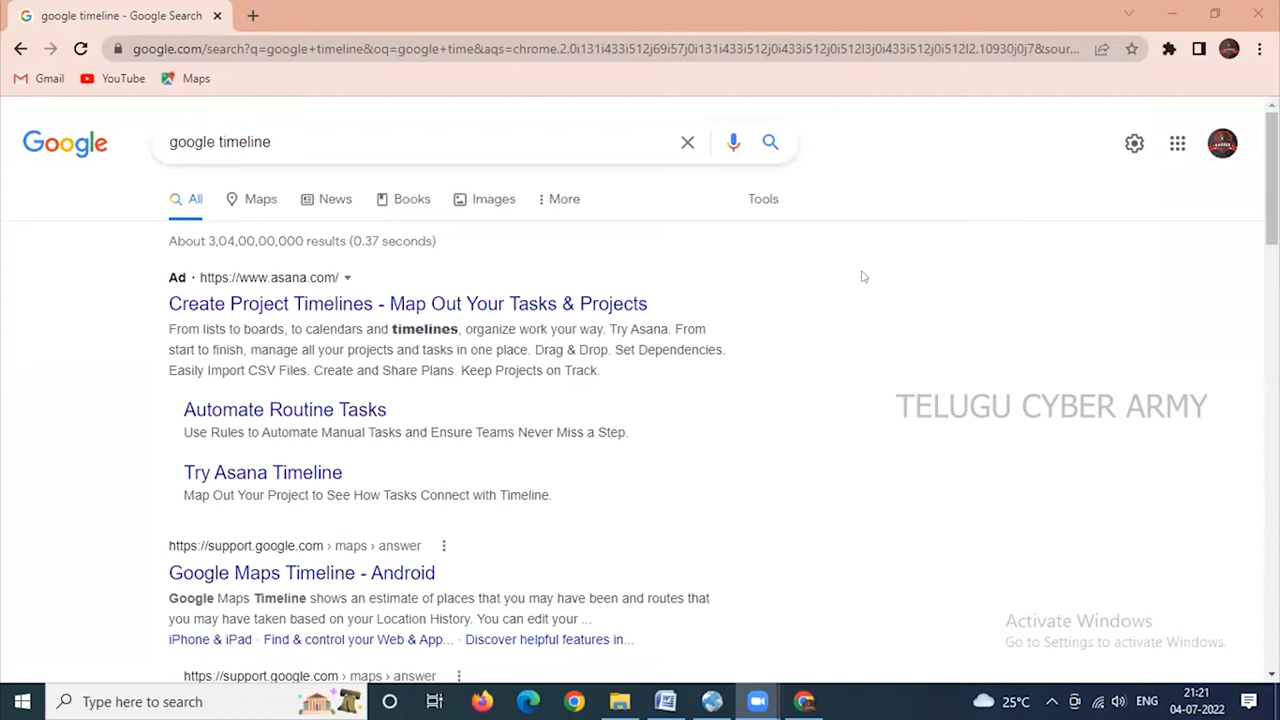 google timeline - Google Search
google.com/search?q=google+timeline&oq=google+time&aqs=chrome.2.0i131i433i512j69i57j0i131i433i512j0i433i512j0i512l3j0i433i512j0i512l2.10930j0j7&sour...
Gmail YouTube Maps
Google google timeline
All Maps News Books Images More Tools
About 3,04,00,00,000 results (0.37 seconds)
Ad · https://www.asana.com/
Create Project Timelines - Map Out Your Tasks & Projects
From lists to boards, to calendars and timelines, organize work your way. Try Asana. From
start to finish, manage all your projects and tasks in one place. Drag & Drop. Set Dependencies.
Easily Import CSV Files. Create and Share Plans. Keep Projects on Track.
TELUGU CYBER ARMY
Automate Routine Tasks
Use Rules to Automate Manual Tasks and Ensure Teams Never Miss a Step.
Try Asana Timeline
Map Out Your Project to See How Tasks Connect with Timeline.
https://support.google.com › maps › answer
Google Maps Timeline - Android
Google Maps Timeline shows an estimate of places that you may have been and routes that
you may have taken based on your Location History. You can edit your ...
iPhone & iPad · Find & control your Web & App... · Discover helpful features in...
https://support.google.com › maps › answer
Activate Windows
Go to Settings to activate Windows.
Type here to search
25°C
ENG
21:21
04-07-2022